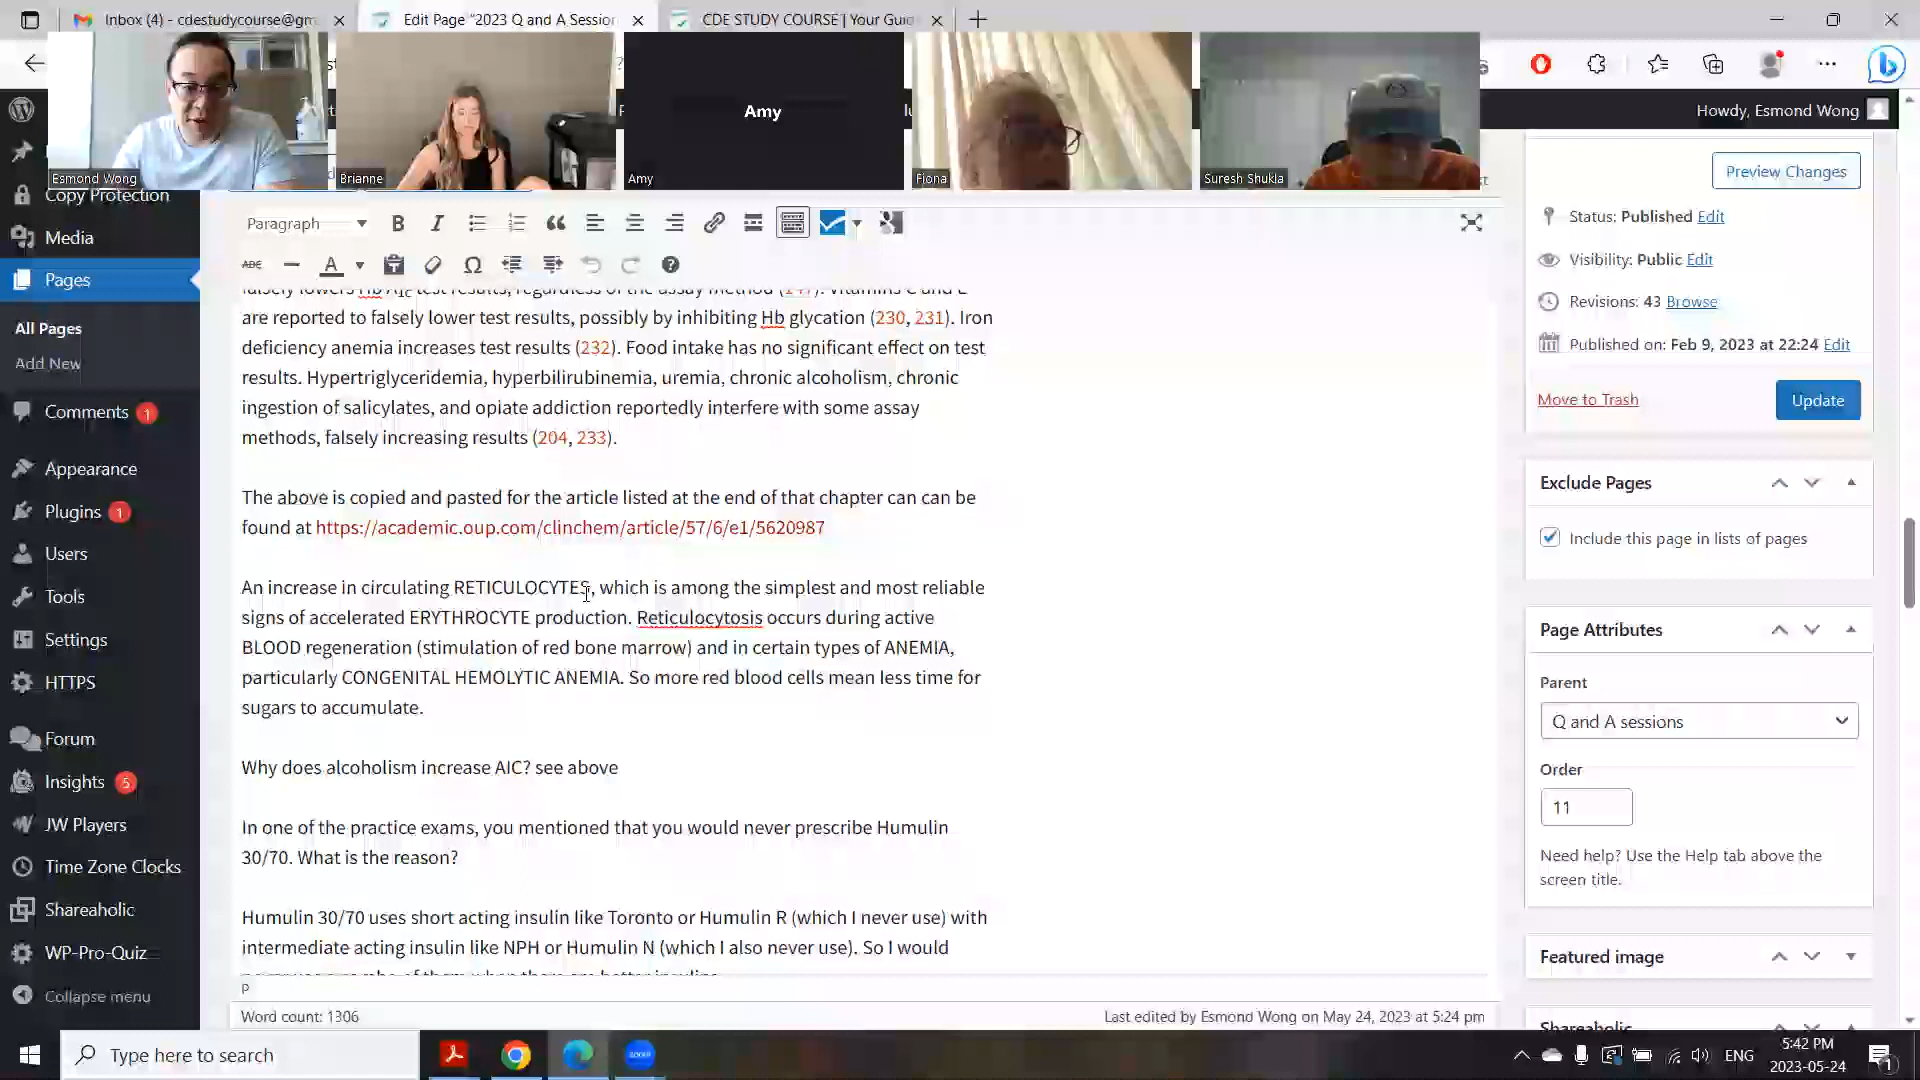 Inbox (4) - cdestudycourse@gm
Edit Page "2023 Q and A Session
CDE STUDY COURSE | Your Guid
Esmond Wong
Brianne
Amy
Amy
Fiona
Suresh Shukla
Howdy, Esmond Wong
Copy Protection
Media
Pages
All Pages
Add New
Comments 1
Appearance
Plugins 1
Users
Tools
Settings
HTTPS
Forum
Insights 5
JW Players
Time Zone Clocks
Shareaholic
WP-Pro-Quiz
Collapse menu
Paragraph
B I
ABC A Ω
falsely lowers Hb A1c test results, regardless of the assay method
are reported to falsely lower test results, possibly by inhibiting Hb glycation (230, 231). Iron
deficiency anemia increases test results (232). Food intake has no significant effect on test
results. Hypertriglyceridemia, hyperbilirubinemia, uremia, chronic alcoholism, chronic
ingestion of salicylates, and opiate addiction reportedly interfere with some assay
methods, falsely increasing results (204, 233).
The above is copied and pasted for the article listed at the end of that chapter can can be
found at https://academic.oup.com/clinchem/article/57/6/e1/5620987
An increase in circulating RETICULOCYTES, which is among the simplest and most reliable
signs of accelerated ERYTHROCYTE production. Reticulocytosis occurs during active
BLOOD regeneration (stimulation of red bone marrow) and in certain types of ANEMIA,
particularly CONGENITAL HEMOLYTIC ANEMIA. So more red blood cells mean less time for
sugars to accumulate.
Why does alcoholism increase AIC? see above
In one of the practice exams, you mentioned that you would never prescribe Humulin
30/70. What is the reason?
Humulin 30/70 uses short acting insulin like Toronto or Humulin R (which I never use) with
intermediate acting insulin like NPH or Humulin N (which I also never use). So I would
P
Word count: 1306
Last edited by Esmond Wong on May 24, 2023 at 5:24 pm
Preview Changes
Status: Published Edit
Visibility: Public Edit
Revisions: 43 Browse
Published on: Feb 9, 2023 at 22:24 Edit
Move to Trash
Update
Exclude Pages
Include this page in lists of pages
Page Attributes
Parent
Q and A sessions
Order
11
Need help? Use the Help tab above the
screen title.
Featured image
Shareaholic
Type here to search
zoom
ENG
5:42 PM
2023-05-24
1